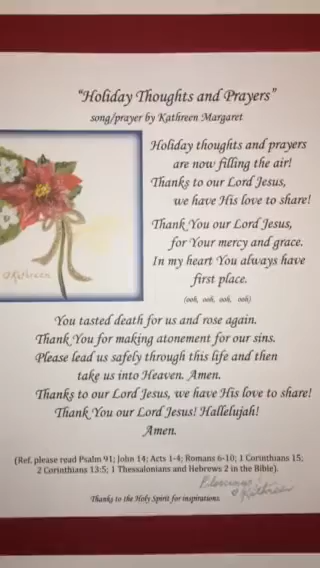 "Holiday Thoughts and Prayers"
song/prayer by Kathreen Margaret
Holiday thoughts and prayers
are now filling the air!
Thanks to our Lord Jesus,
we have His love to share!
Thank You our Lord Jesus,
for Your mercy and grace.
In my heart You always have
first place.
(ooh, ooh, ooh, ooh)
©Kathreen
You tasted death for us and rose again.
Thank You for making atonement for our sins.
Please lead us safely through this life and then
take us into Heaven. Amen.
Thanks to our Lord Jesus, we have His love to share!
Thank You our Lord Jesus! Hallelujah!
Amen.
(Ref. please read Psalm 91; John 14; Acts 1-4; Romans 6-10; 1 Corinthians 15;
2 Corinthians 13:5; 1 Thessalonians and Hebrews 2 in the Bible).
Blessings!
Kathreen
Thanks to the Holy Spirit for inspirations.